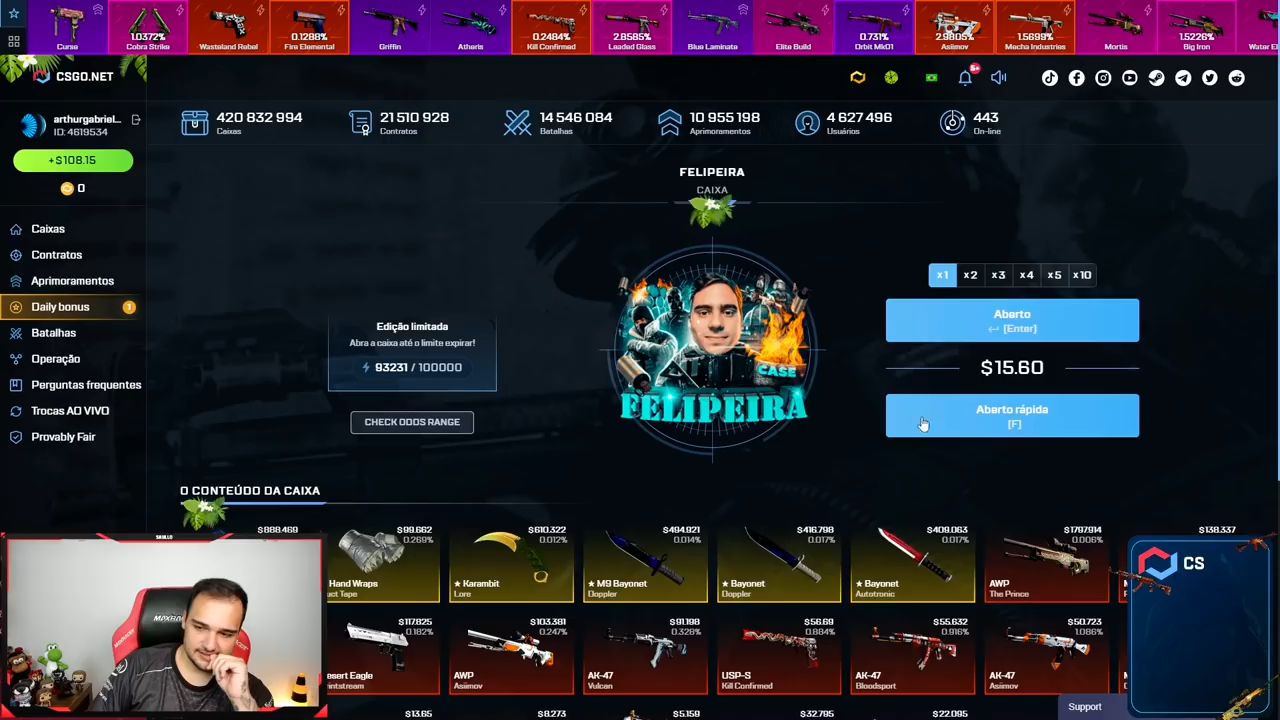 Curse
1.0372%
Cobra Strike
Wasteland Rebel
0.1288%
Fire Elemental
Griffin
Atheris
0.2484%
Kill Confirmed
2.8565%
Leaded Glass
Blue Laminate
Elite Build
0.731%
Orbit Mk01
2.9805%
Asiimov
1.5699%
Mecha Industries
Mortis
1.5226%
Big Iron
CSGO.NET
5+
arthurgabriel...
ID: 4619534
+$108.15
0
420 832 994
Caixas
21 510 928
Contratos
14 546 084
Batalhas
10 955 198
Aprimoramentos
4 627 496
Usuários
443
On-line
Caixas
Contratos
Aprimoramentos
Daily bonus 1
Batalhas
Operação
Perguntas frequentes
Trocas AO VIVO
Provably Fair
FELIPEIRA
CAIXA
Edição limitada
Abra a caixa até o limite expirar!
93231 / 100000
CHECK ODDS RANGE
CASE
FELIPEIRA
x1 x2 x3 x4 x5 x10
Aberto
[Enter]
$15.60
Aberto rápida
[F]
O CONTEÚDO DA CAIXA
$888.469
$99.662
0.269%
Hand Wraps
$610.322
0.012%
★ Karambit
Lore
$494.921
0.014%
★ M9 Bayonet
Doppler
$416.798
0.017%
★ Bayonet
Doppler
$409.063
0.017%
★ Bayonet
Autotronic
$1797.914
0.006%
AWP
The Prince
$138.337
$117.825
0.182%
esert Eagle
$103.381
0.247%
AWP
Asiimov
$91.198
0.328%
AK-47
Vulcan
$56.69
0.884%
USP-S
Kill Confirmed
$55.632
0.916%
AK-47
Bloodsport
$50.723
1.086%
AK-47
Asiimov
CS
$13.65
$8.273
$5.159
$32.795
$22.095
Support